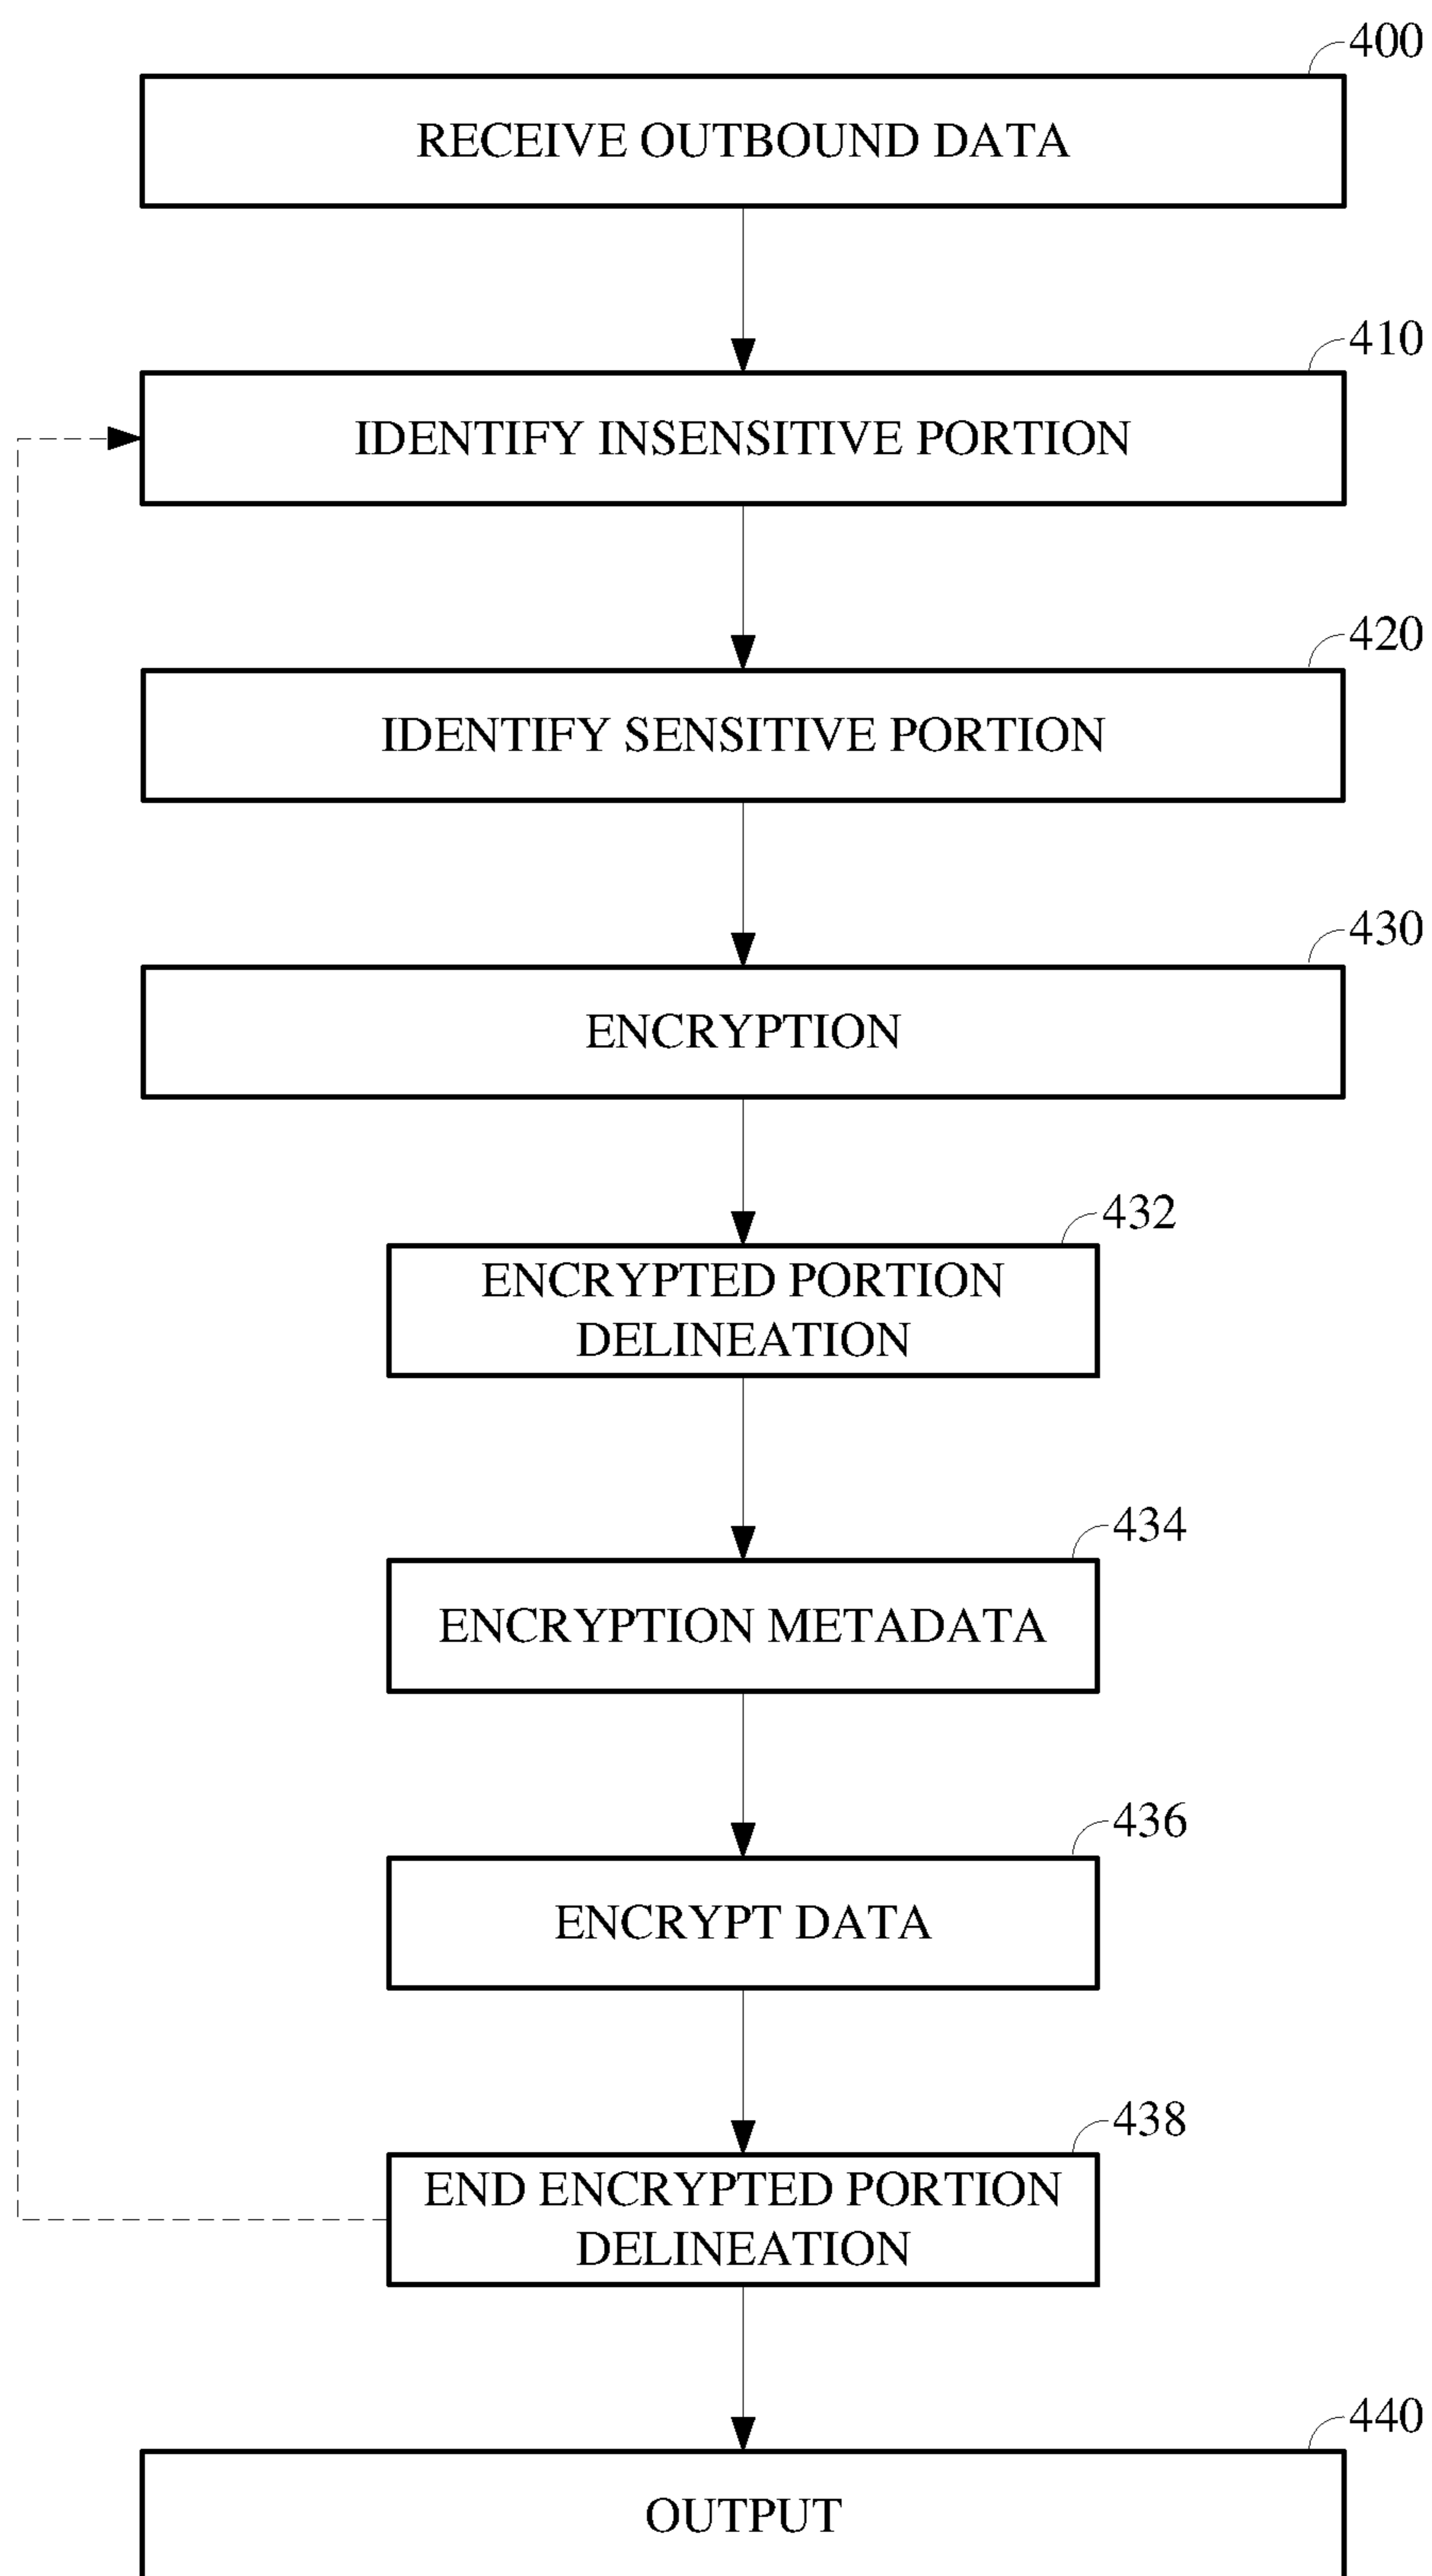 400
RECEIVE OUTBOUND DATA
410
IDENTIFY INSENSITIVE PORTION
420
IDENTIFY SENSITIVE PORTION
430
ENCRYPTION
432
ENCRYPTED PORTION
DELINEATION
434
ENCRYPTION METADATA
436
ENCRYPT DATA
438
END ENCRYPTED PORTION
DELINEATION
440
OUTPUT